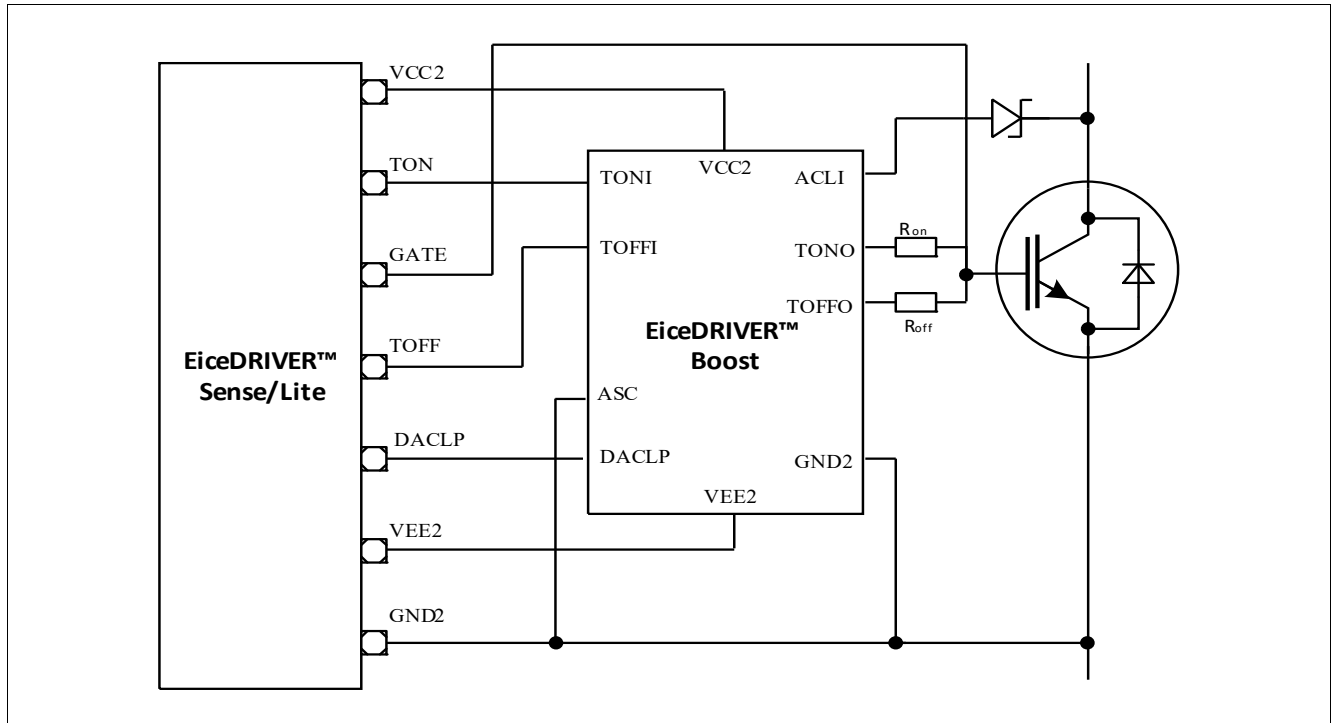 VCC2
TON
GATE
TOFF
DACLP
VEE2
GND2
EiceDRIVER™
Sense/Lite
TONI
VCC2
ACLI
TOFFI
TONO
TOFFO
EiceDRIVER™
Boost
ASC
DACLP
GND2
VEE2
Ron
Roff